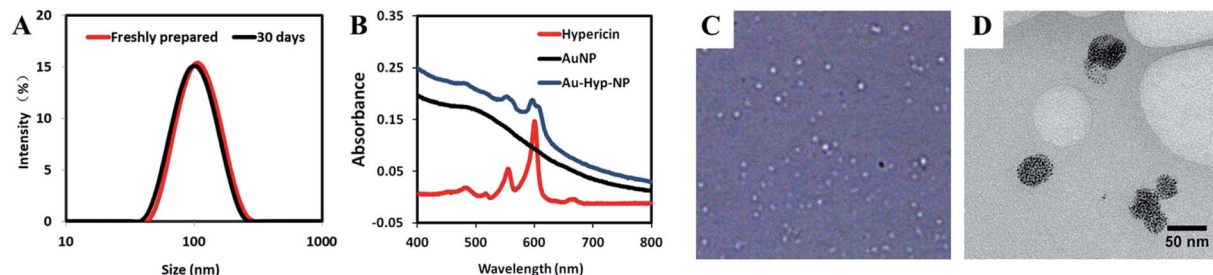 A
Freshly prepared
30 days
20
15
10
5
0
10
100
1000
Intensity (%)
Size (nm)
B
Hypericin
AuNP
Au-Hyp-NP
0.35
0.25
0.15
0.05
-0.05
400
500
600
700
800
Absorbance
Wavelength (nm)
C
D
50 nm